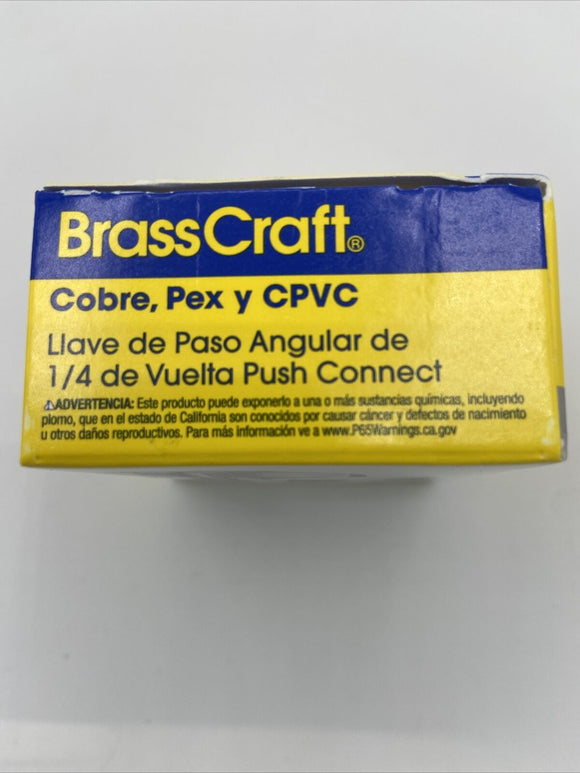 BrassCraft®
Cobre, Pex y CPVC
Llave de Paso Angular de
1/4 de Vuelta Push Connect
⚠ADVERTENCIA: Este producto puede exponerlo a una o más sustancias químicas, incluyendo
plomo, que en el estado de California son conocidos por causar cáncer y defectos de nacimiento
u otros daños reproductivos. Para más información ve a www.P65Warnings.ca.gov